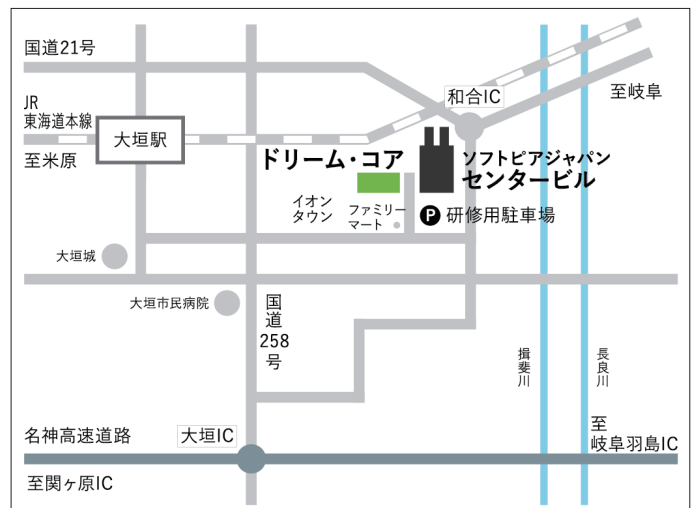 国道21号
和合IC
至岐阜
JR
東海道本線
大垣駅
至米原
ドリーム・コア
ソフトピアジャパン
センタービル
イオン
タウン
ファミリー
マート
P 研修用駐車場
大垣城
大垣市民病院
国道258号
揖斐川
長良川
名神高速道路
大垣IC
至
岐阜羽島IC
至関ヶ原IC